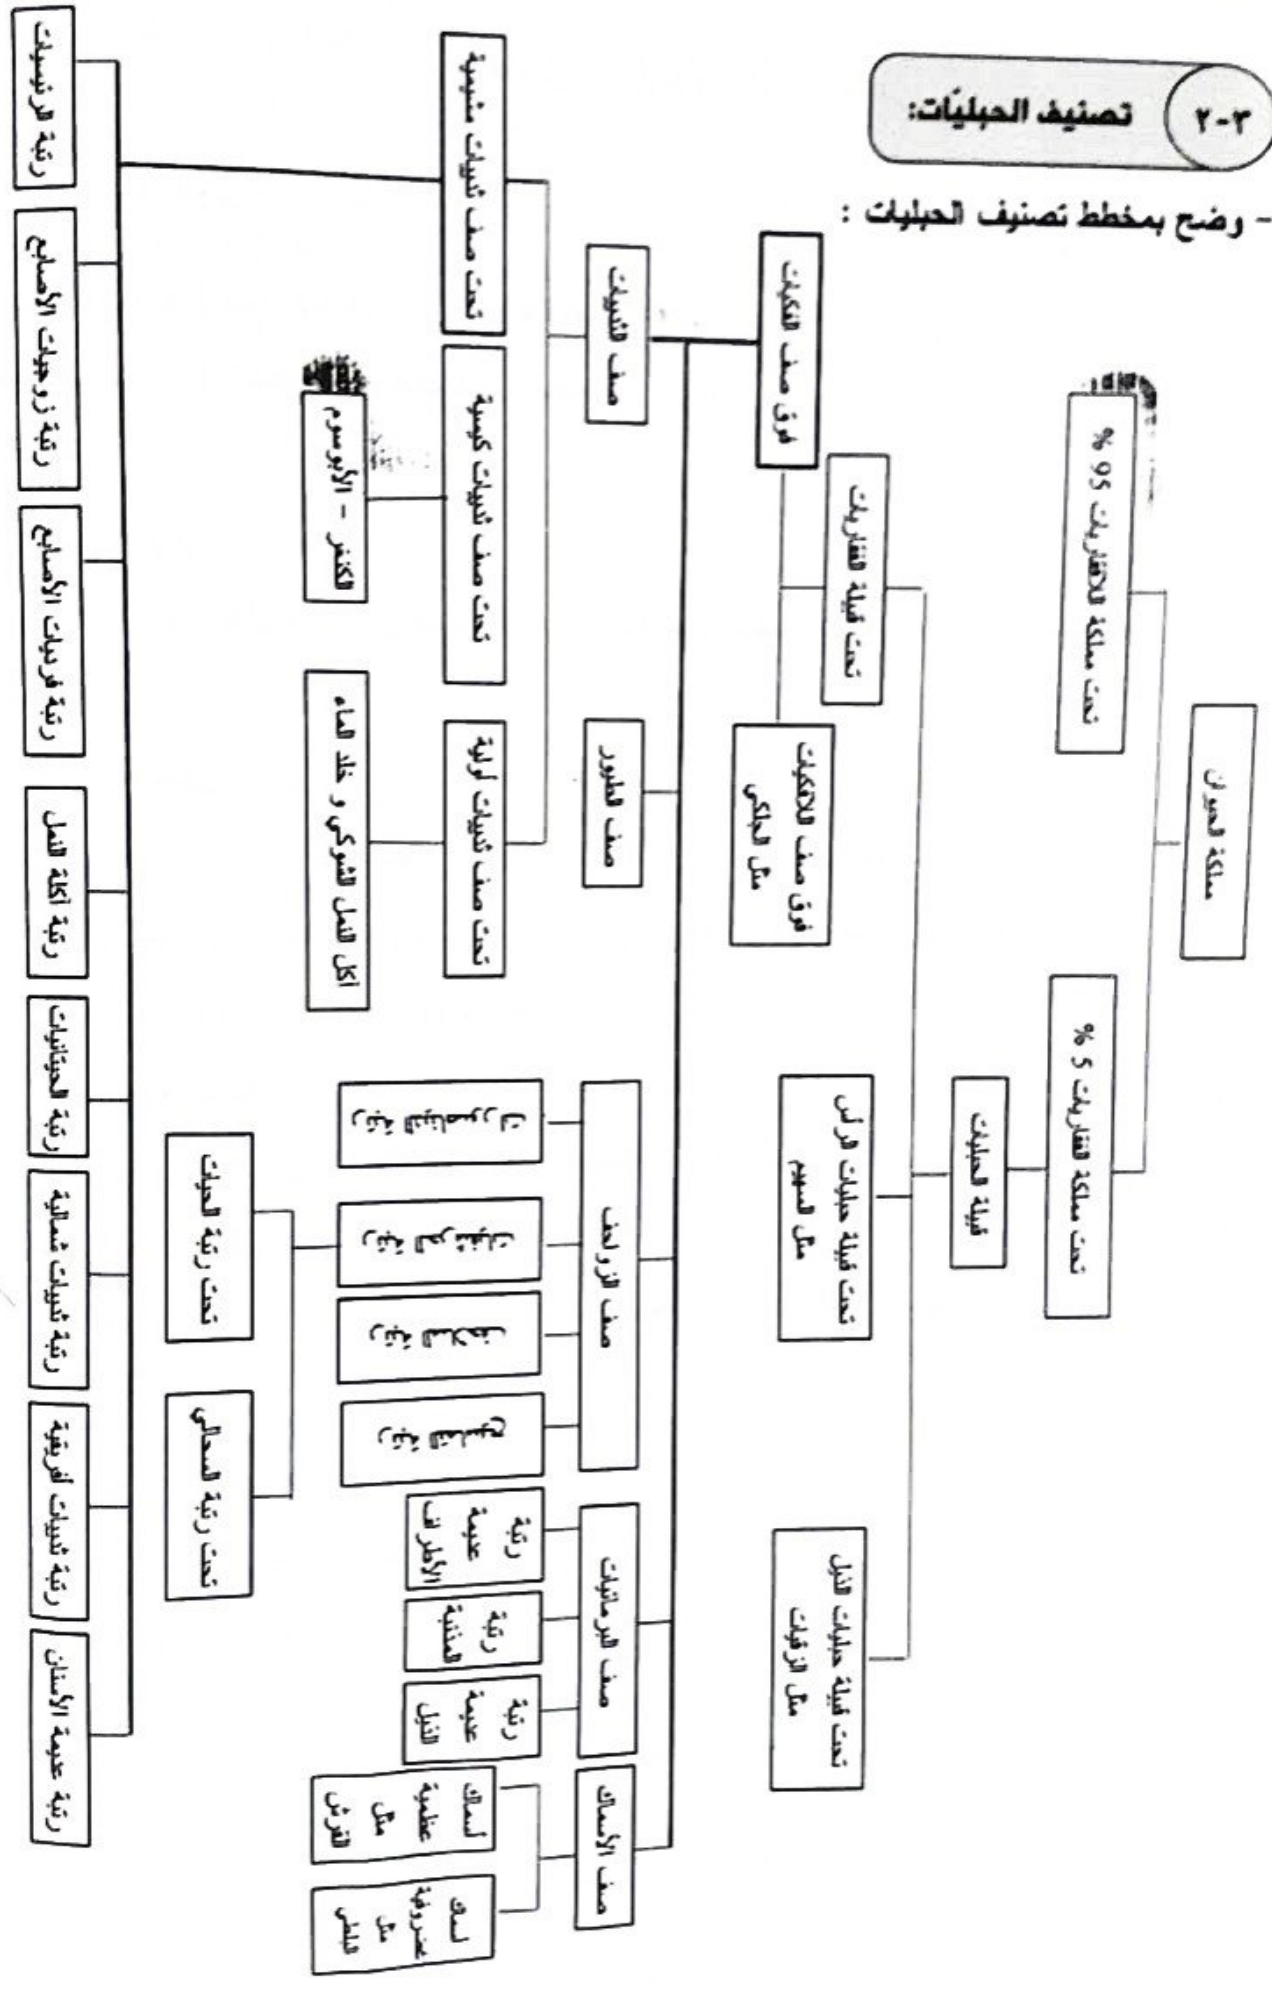 ٣-٢ تصنيف الحبليّات:
- وضح بمخطط تصنيف الحبليات :
مملكة الحيوان
تحت مملكة اللافقاريات 95 %
تحت مملكة الفقاريات 5 %
قبيلة الحبليات
تحت قبيلة الفقاريات
تحت قبيلة حبليات الرأس
مثل السهيم
تحت قبيلة حبليات الذيل
مثل الزقيات
فوق صف الفكيات
فوق صف اللافكيات
مثل الجلكي
صف الثدييات
صف الطيور
صف الزواحف
صف البرمائيات
صف الأسماك
تحت صف ثدييات مشيمية
تحت صف ثدييات كيسية
تحت صف ثدييات أولية
الكنغر - الأبوسوم
آكل النمل الشوكي و خلد الماء
رتبة
عديمة
الأطراف
رتبة
المذنبة
رتبة
عديمة
الذيل
أسماك
عظمية
مثل
القرش
أسماك
غضروفية
مثل
البلطي
تحت رتبة الحيات
تحت رتبة السحالي
رتبة الرئيسيات
رتبة زوجيات الأصابع
رتبة فرديات الأصابع
رتبة آكلة النمل
رتبة الحيتانيات
رتبة ثدييات شمالية
رتبة ثدييات أفريقية
رتبة عديمة الأسنان